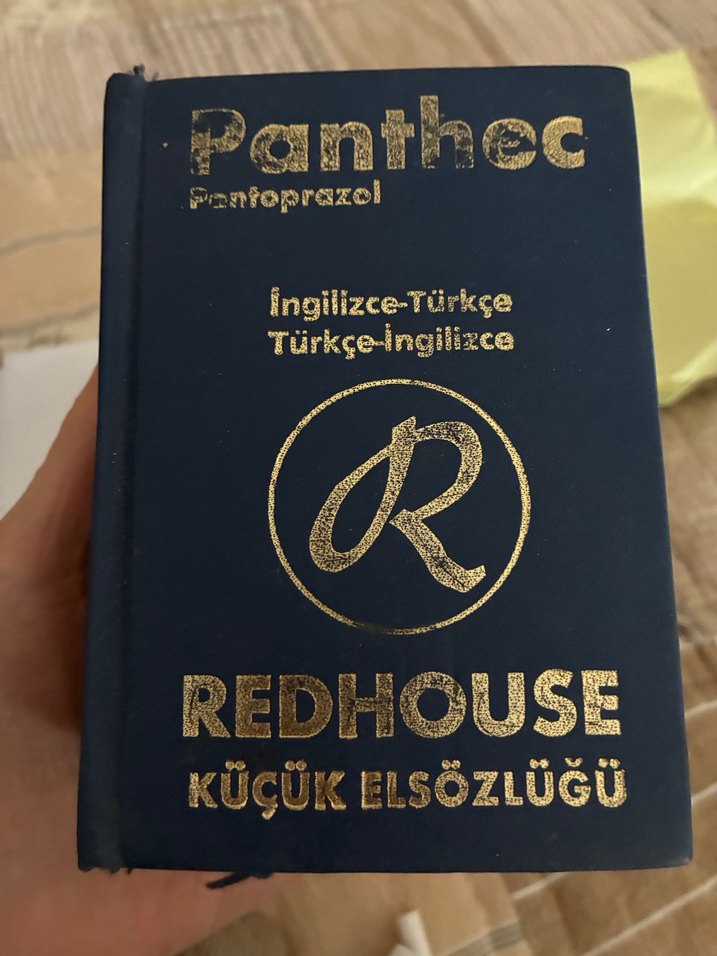 Panthec
Pantoprazol
İngilizce-Türkçe
Türkçe-İngilizce
R
REDHOUSE
KÜÇÜK ELSÖZLÜĞÜ